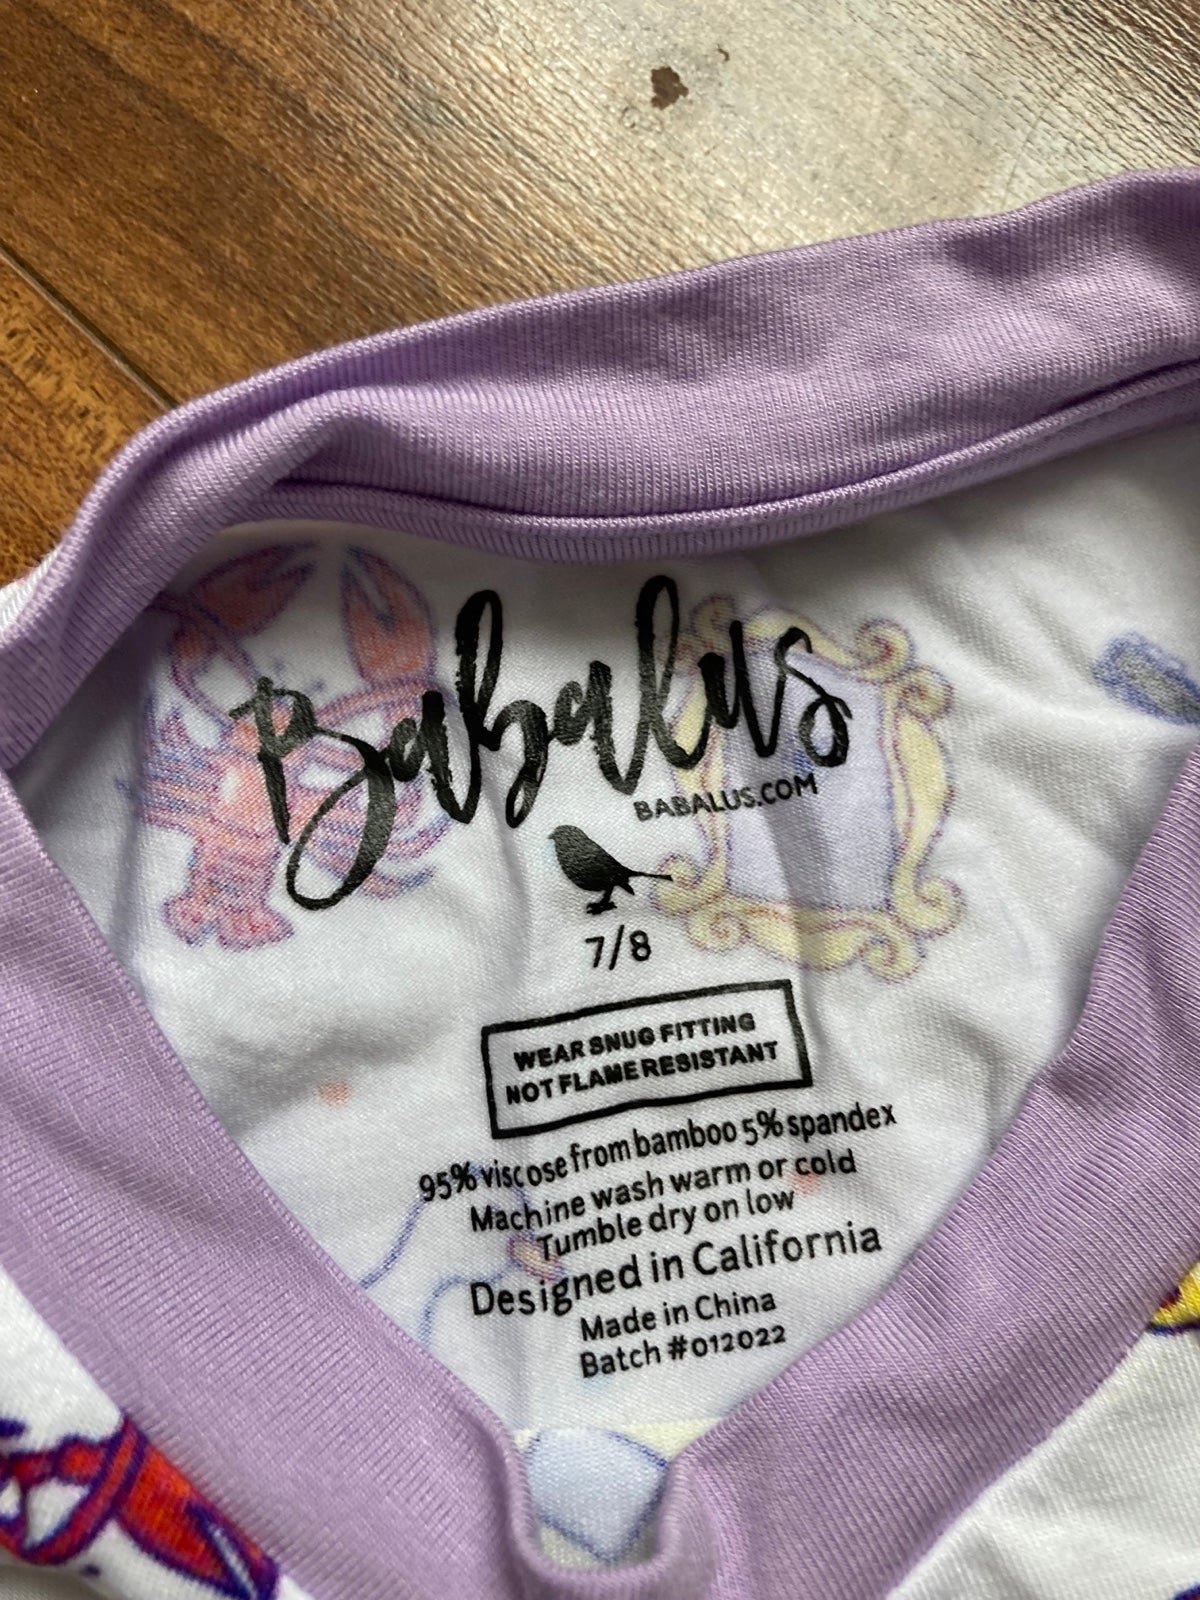 Babalus
BABALUS.COM
7/8
WEAR SNUG FITTING
NOT FLAME RESISTANT
95% viscose from bamboo 5% spandex
Machine wash warm or cold
Tumble dry on low
Designed in California
Made in China
Batch #012022